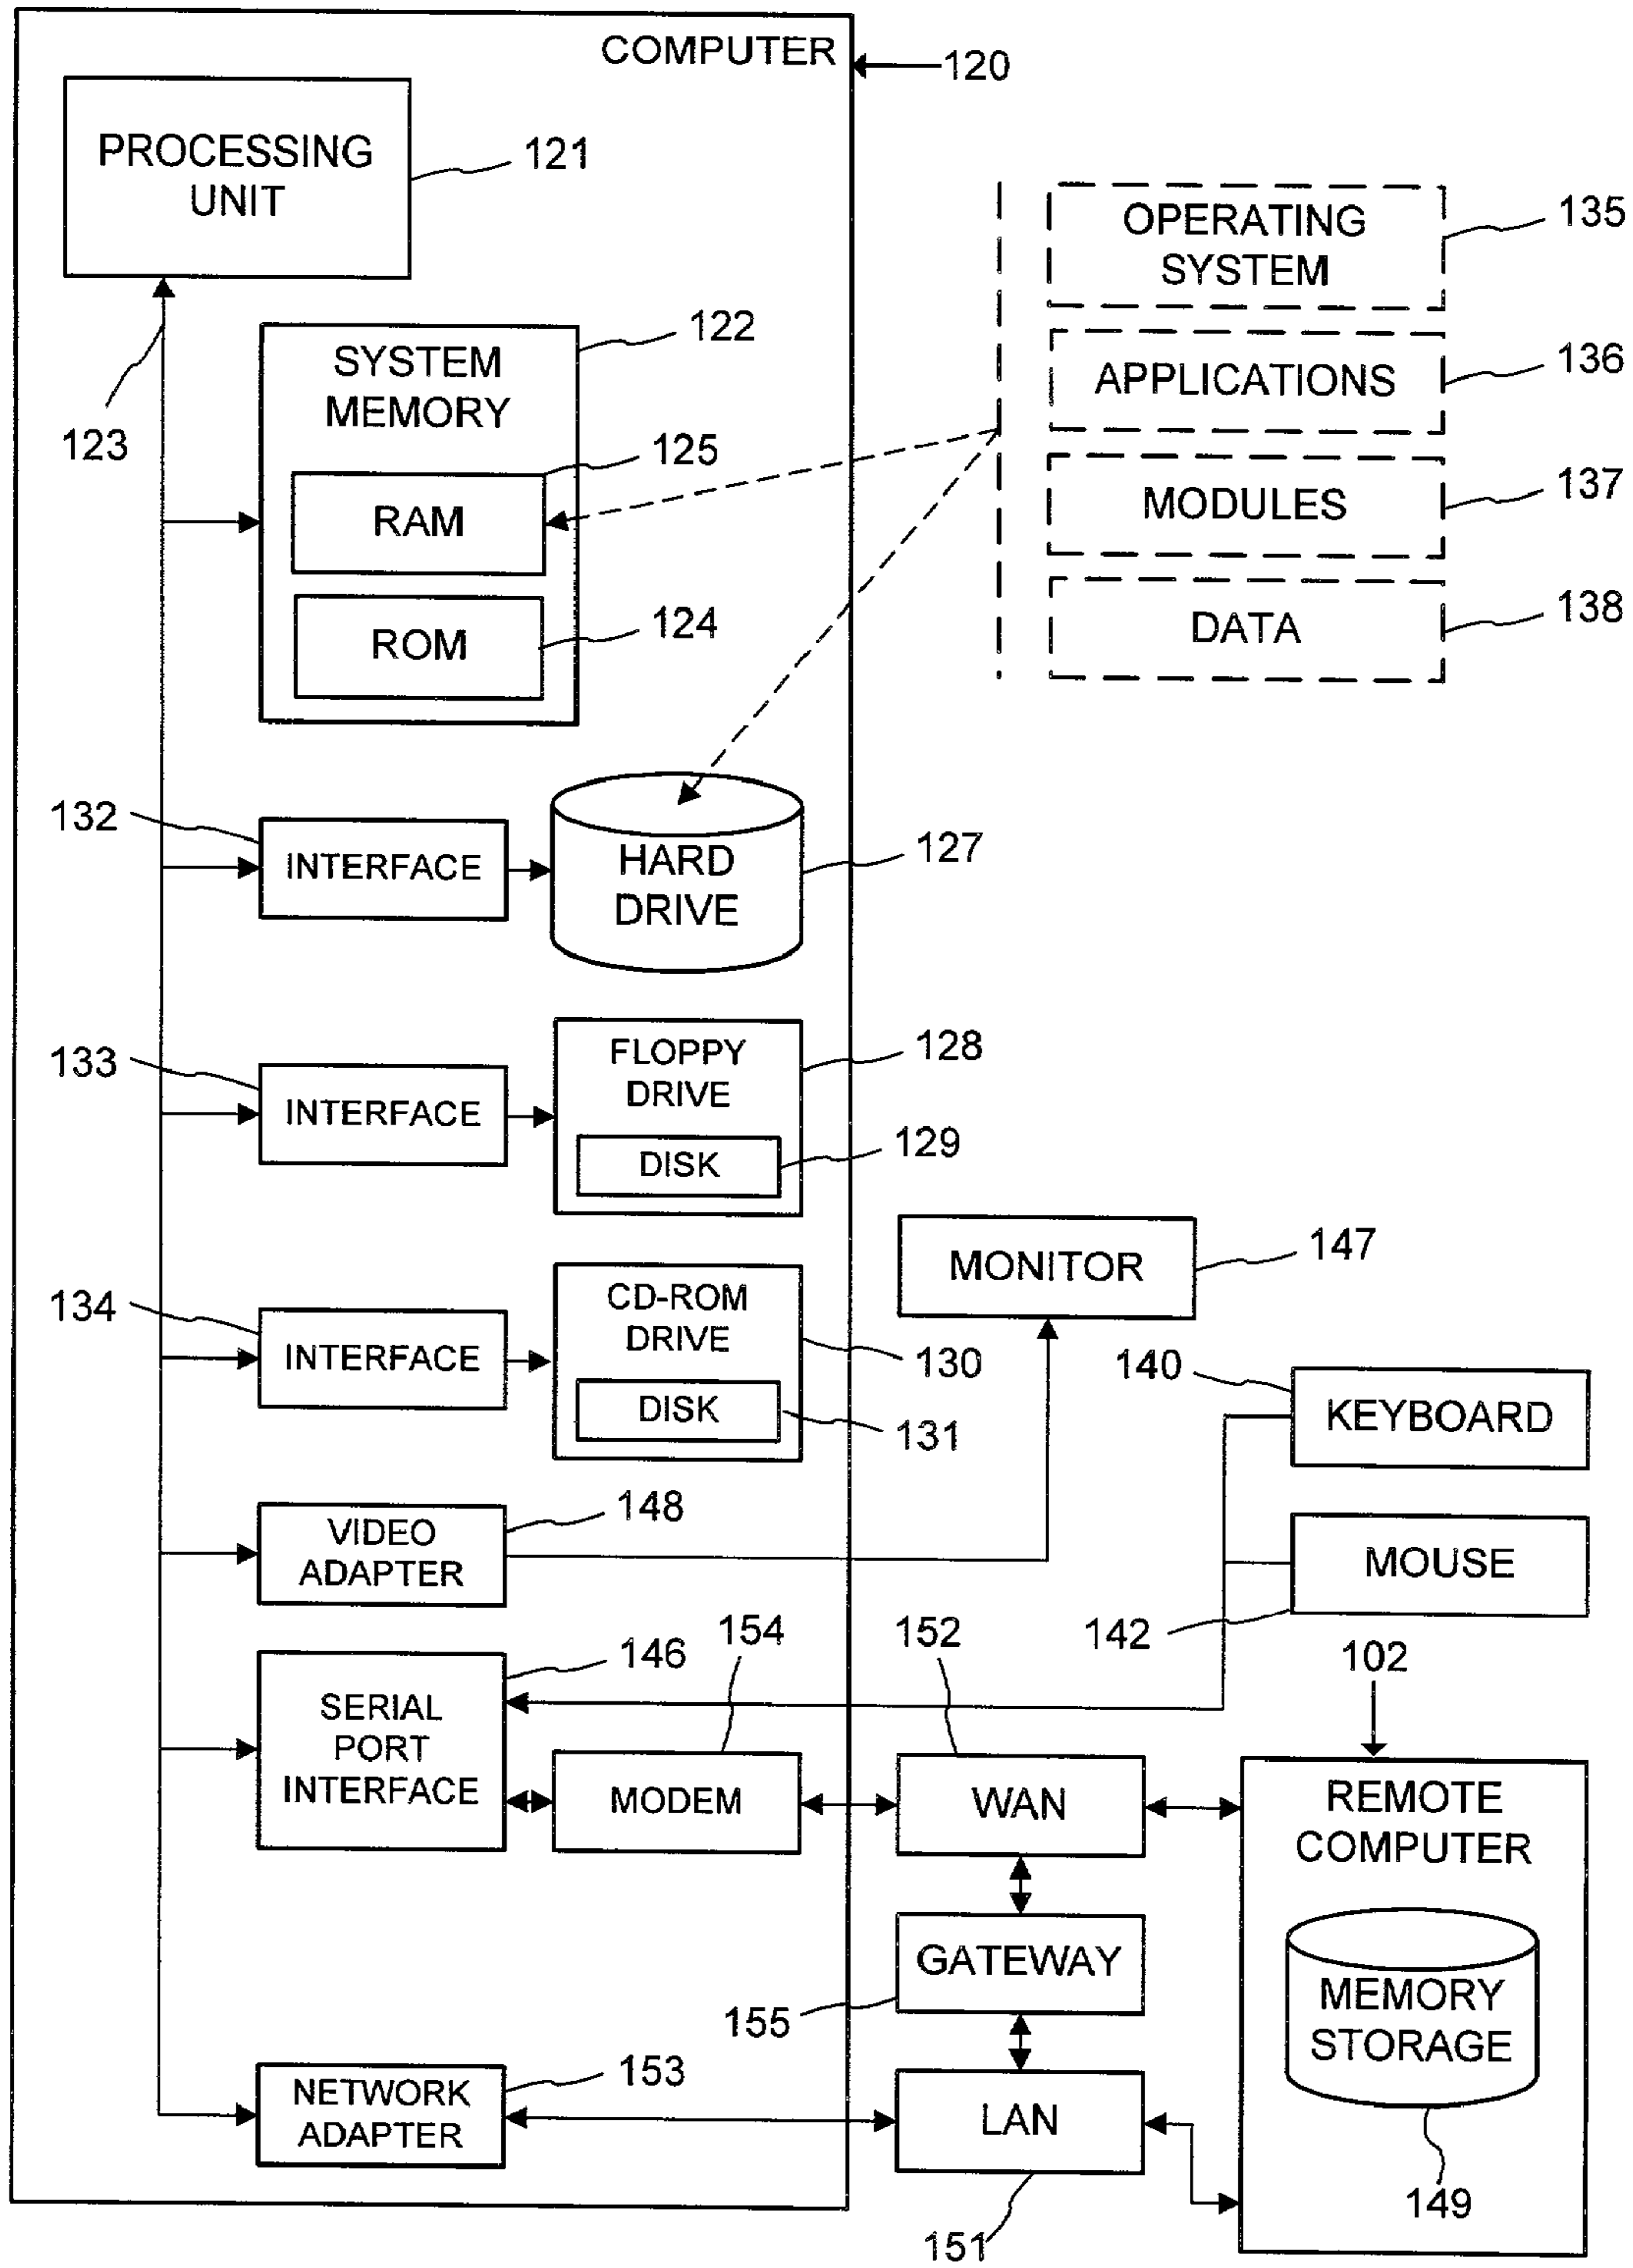 COMPUTER
120
PROCESSING
UNIT
121
123
SYSTEM
MEMORY
122
RAM
125
ROM
124
OPERATING
SYSTEM
135
APPLICATIONS
136
MODULES
137
DATA
138
132
INTERFACE
HARD
DRIVE
127
133
INTERFACE
FLOPPY
DRIVE
128
DISK
129
134
INTERFACE
CD-ROM
DRIVE
130
DISK
131
MONITOR
147
140
KEYBOARD
MOUSE
142
VIDEO
ADAPTER
148
SERIAL
PORT
INTERFACE
146
154
MODEM
152
WAN
102
REMOTE
COMPUTER
MEMORY
STORAGE
149
GATEWAY
155
NETWORK
ADAPTER
153
LAN
151